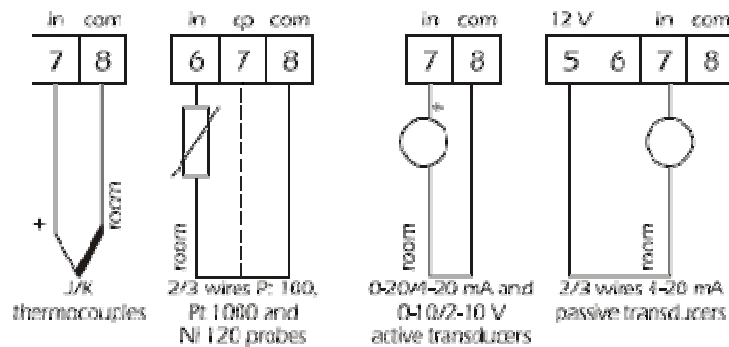 in com
in cp com
in com
12 V in com
7 8
6 7 8
7 8
5 6 7 8
+
+
room
room
room
room
J/K
thermocouples
2/3 wires Pt 100,
Pt 1000 and
Ni 120 probes
0-20/4-20 mA and
0-10/2-10 V
active transducers
2/3 wires 4-20 mA
passive transducers